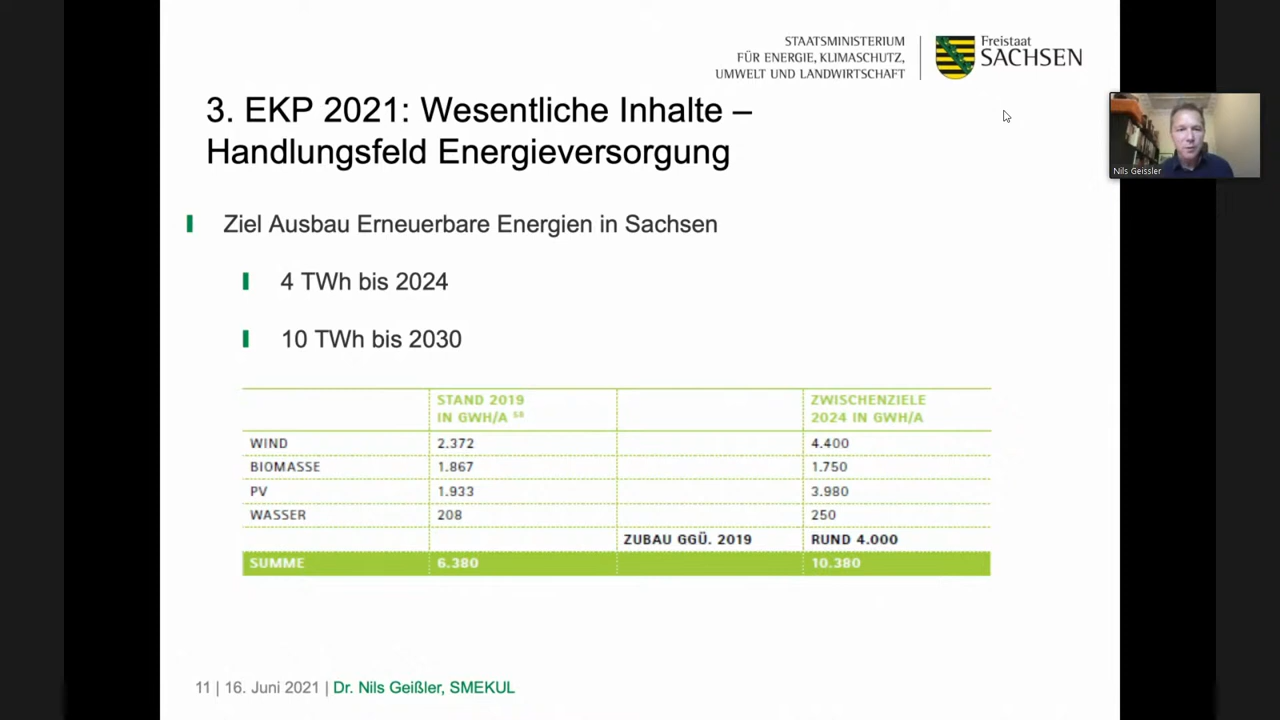 STAATSMINISTERIUM
FÜR ENERGIE, KLIMASCHUTZ,
UMWELT UND LANDWIRTSCHAFT
Freistaat
SACHSEN
3. EKP 2021: Wesentliche Inhalte –
Handlungsfeld Energieversorgung
Nils Geissler
Ziel Ausbau Erneuerbare Energien in Sachsen
4 TWh bis 2024
10 TWh bis 2030
STAND 2019 ZWISCHENZIELE
IN GWH/A 58 2024 IN GWH/A
WIND 2.372 4.400
BIOMASSE 1.867 1.750
PV 1.933 3.980
WASSER 208 250
ZUBAU GGÜ. 2019 RUND 4.000
SUMME 6.380 10.380
11 | 16. Juni 2021 | Dr. Nils Geißler, SMEKUL